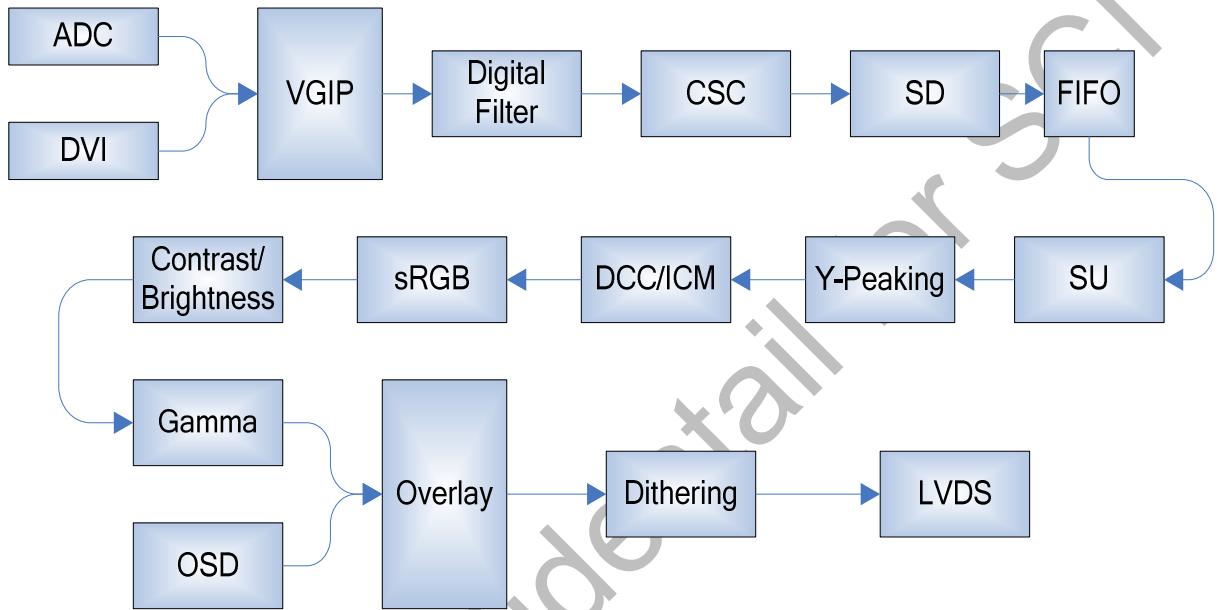 ADC
DVI
VGIP
Digital
Filter
CSC
SD
FIFO
Contrast/
Brightness
sRGB
DCC/ICM
Y-Peaking
SU
Gamma
OSD
Overlay
Dithering
LVDS